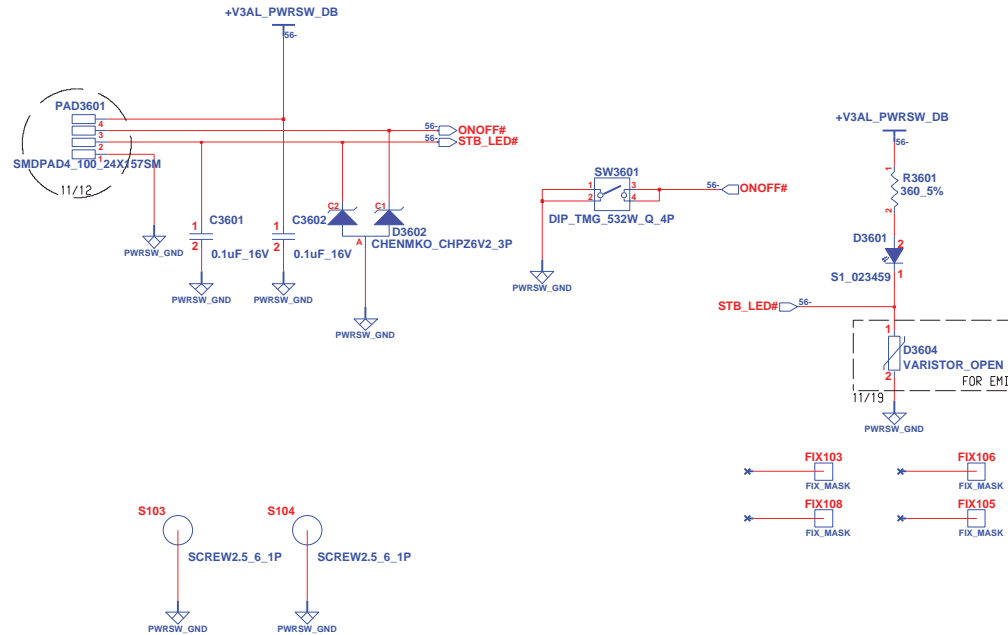 +V3AL_PWRSW_DB
56-
PAD3601
4
3
2
1
SMDPAD4_100_24X157SM
11/12
56- ONOFF#
56- STB_LED#
PWRSW_GND
C3601
1
2
0.1uF_16V
PWRSW_GND
C3602
1
2
0.1uF_16V
PWRSW_GND
C2
C1
A
D3602
CHENMKO_CHPZ6V2_3P
PWRSW_GND
SW3601
1
2
3
4
DIP_TMG_532W_Q_4P
56- ONOFF#
PWRSW_GND
+V3AL_PWRSW_DB
56-
1
R3601
360_5%
2
D3601
2
S1_023459
1
STB_LED# 56-
1
D3604
VARISTOR_OPEN
2
FOR EMI
11/19
PWRSW_GND
FIX103
FIX_MASK
FIX106
FIX_MASK
FIX108
FIX_MASK
FIX105
FIX_MASK
S103
SCREW2.5_6_1P
PWRSW_GND
S104
SCREW2.5_6_1P
PWRSW_GND